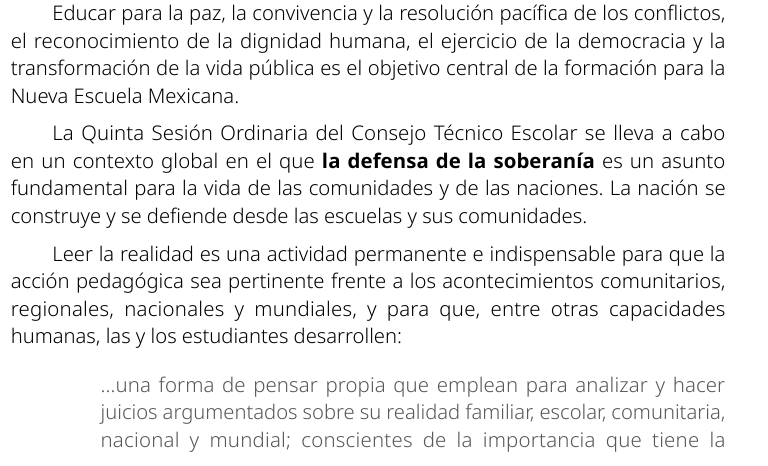 Educar para la paz, la convivencia y la resolución pacífica de los conflictos,
el reconocimiento de la dignidad humana, el ejercicio de la democracia y la
transformación de la vida pública es el objetivo central de la formación para la
Nueva Escuela Mexicana.
La Quinta Sesión Ordinaria del Consejo Técnico Escolar se lleva a cabo
en un contexto global en el que la defensa de la soberanía es un asunto
fundamental para la vida de las comunidades y de las naciones. La nación se
construye y se defiende desde las escuelas y sus comunidades.
Leer la realidad es una actividad permanente e indispensable para que la
acción pedagógica sea pertinente frente a los acontecimientos comunitarios,
regionales, nacionales y mundiales, y para que, entre otras capacidades
humanas, las y los estudiantes desarrollen:
...una forma de pensar propia que emplean para analizar y hacer
juicios argumentados sobre su realidad familiar, escolar, comunitaria,
nacional y mundial; conscientes de la importancia que tiene la